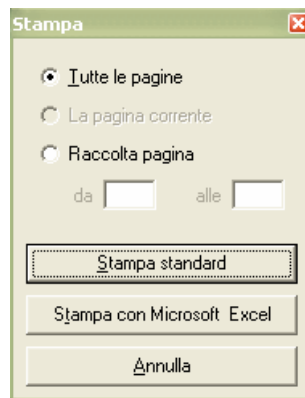 Stampa
Tutte le pagine
La pagina corrente
Raccolta pagina
da alle
Stampa standard
Stampa con Microsoft Excel
Annulla